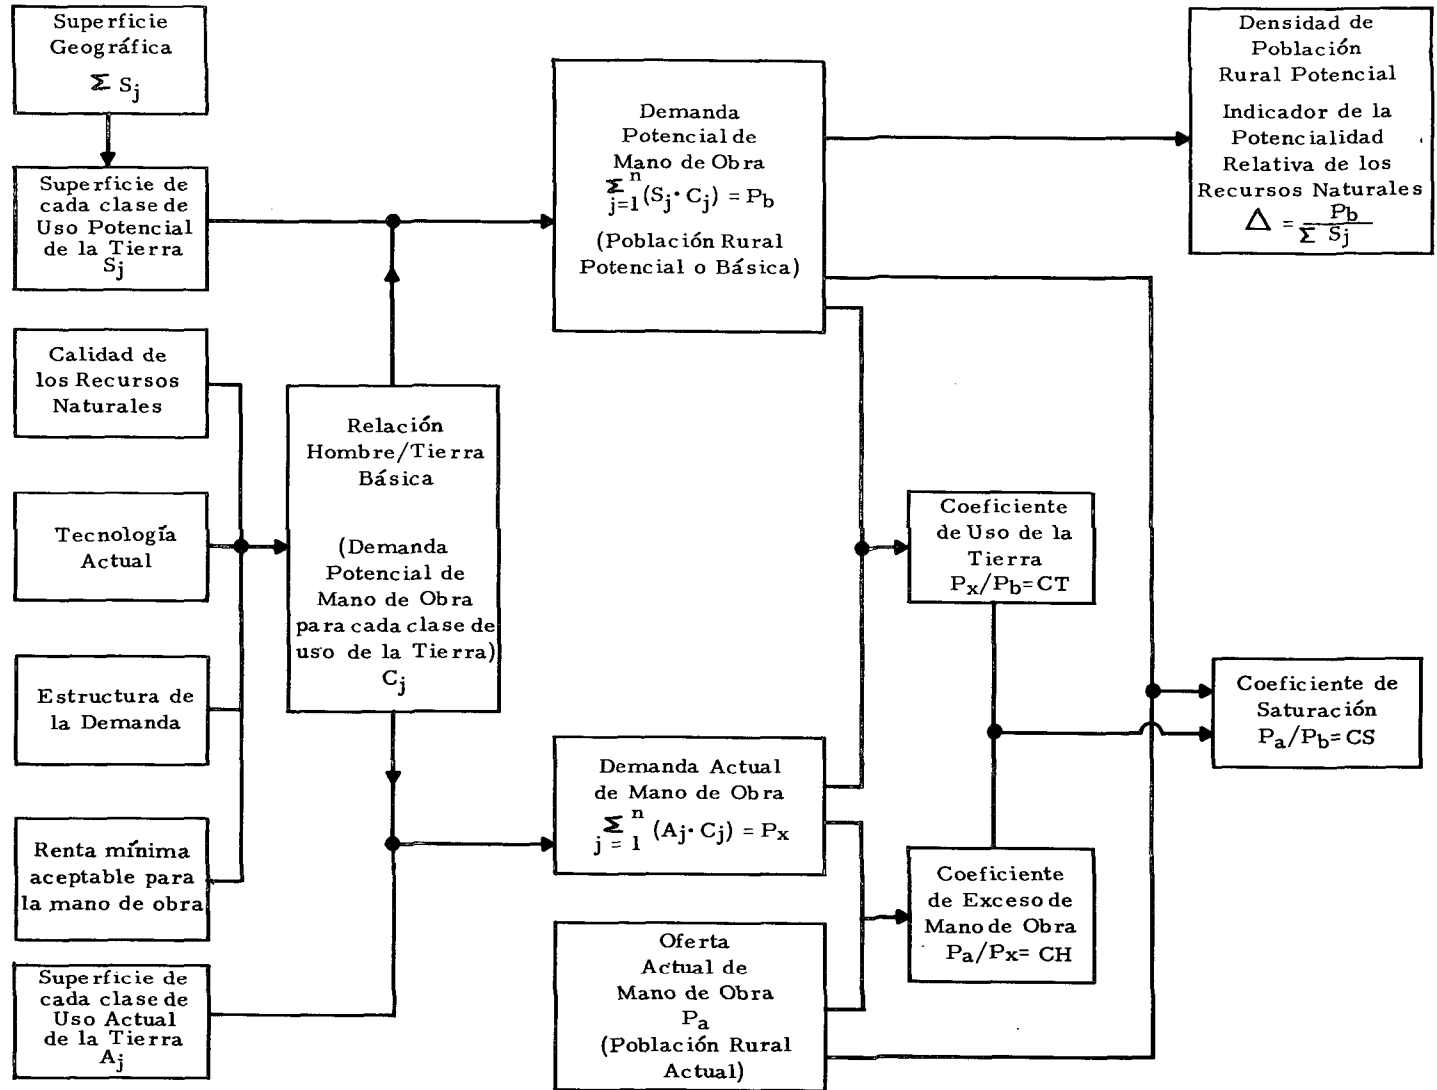 Superficie
Geográfica
Σ Sj
Superficie de
cada clase de
Uso Potencial
de la Tierra
Sj
Calidad de
los Recursos
Naturales
Tecnología
Actual
Estructura de
la Demanda
Renta mínima
aceptable para
la mano de obra
Superficie de
cada clase de
Uso Actual
de la Tierra
Aj
Relación
Hombre/Tierra
Básica
(Demanda
Potencial de
Mano de Obra
para cada clase de
uso de la Tierra)
Cj
Demanda
Potencial de
Mano de Obra
Σ n j=1 (Sj· Cj) = Pb
(Población Rural
Potencial o Básica)
Demanda Actual
de Mano de Obra
Σ n j = 1 (Aj· Cj) = Px
Oferta
Actual de
Mano de Obra
Pa
(Población Rural
Actual)
Coeficiente
de Uso de la
Tierra
Px/Pb=CT
Coeficiente
de Exceso de
Mano de Obra
Pa/Px= CH
Densidad de
Población
Rural Potencial
Indicador de la
Potencialidad
Relativa de los
Recursos Naturales
Δ = Pb / Σ Sj
Coeficiente de
Saturación
Pa/Pb=CS